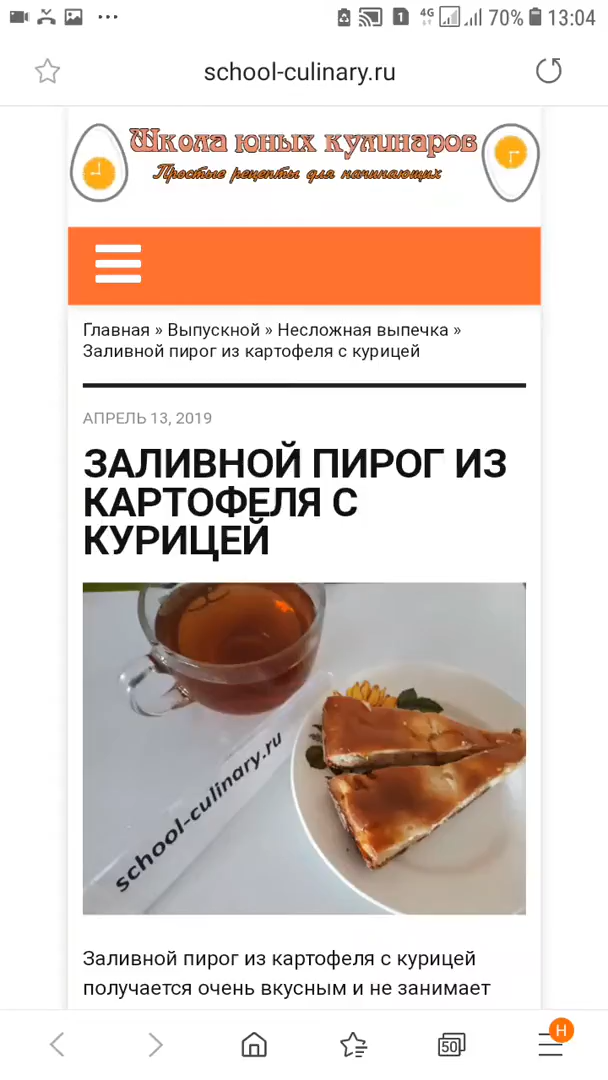 1 4G 70% 13:04
school-culinary.ru
Школа юных кулинаров
Простые рецепты для начинающих
Главная » Выпускной » Несложная выпечка »
Заливной пирог из картофеля с курицей
АПРЕЛЬ 13, 2019
ЗАЛИВНОЙ ПИРОГ ИЗ
КАРТОФЕЛЯ С
КУРИЦЕЙ
school-culinary.ru
Заливной пирог из картофеля с курицей
получается очень вкусным и не занимает
50
Н